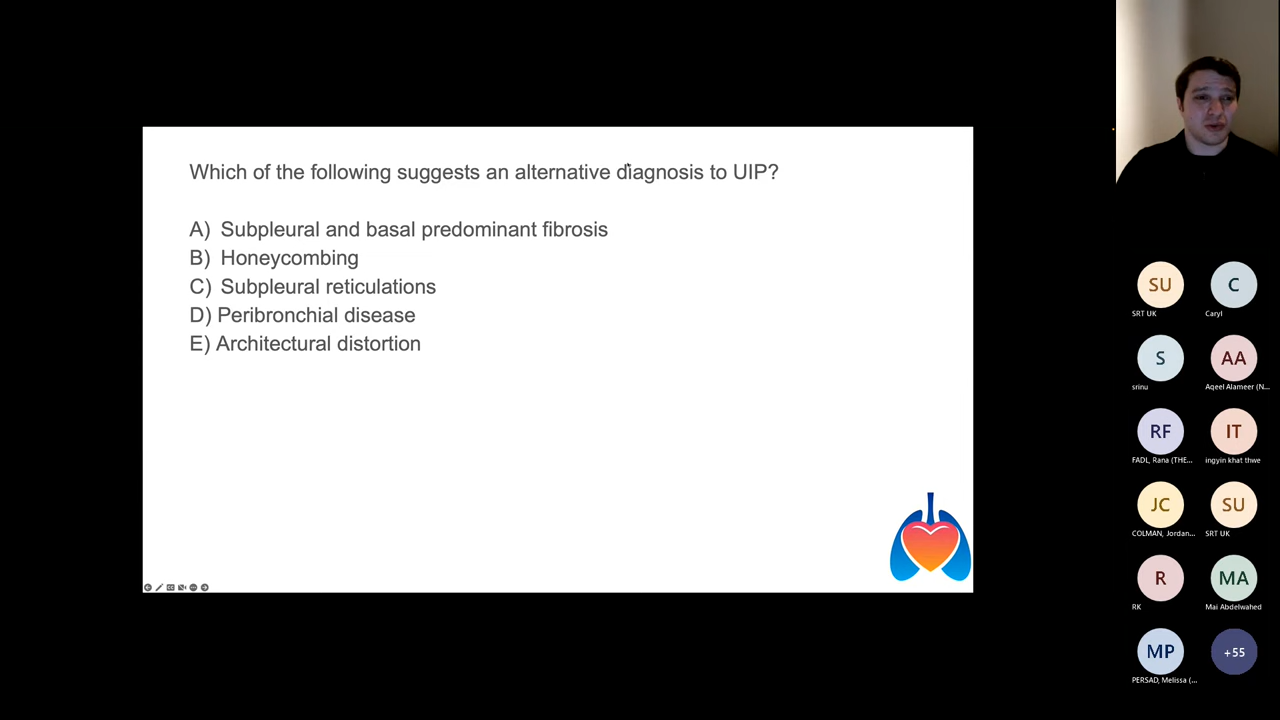 Which of the following suggests an alternative diagnosis to UIP?
A) Subpleural and basal predominant fibrosis
B) Honeycombing
C) Subpleural reticulations
D) Peribronchial disease
E) Architectural distortion
SU
SRT UK
C
Caryl
S
srinu
AA
Aqeel Alameer (N...
RF
FADL, Rana (THE...
IT
ingyin khat thwe
JC
COLMAN, Jordan...
SU
SRT UK
R
RK
MA
Mai Abdelwahed
MP
PERSAD, Melissa (...
+55